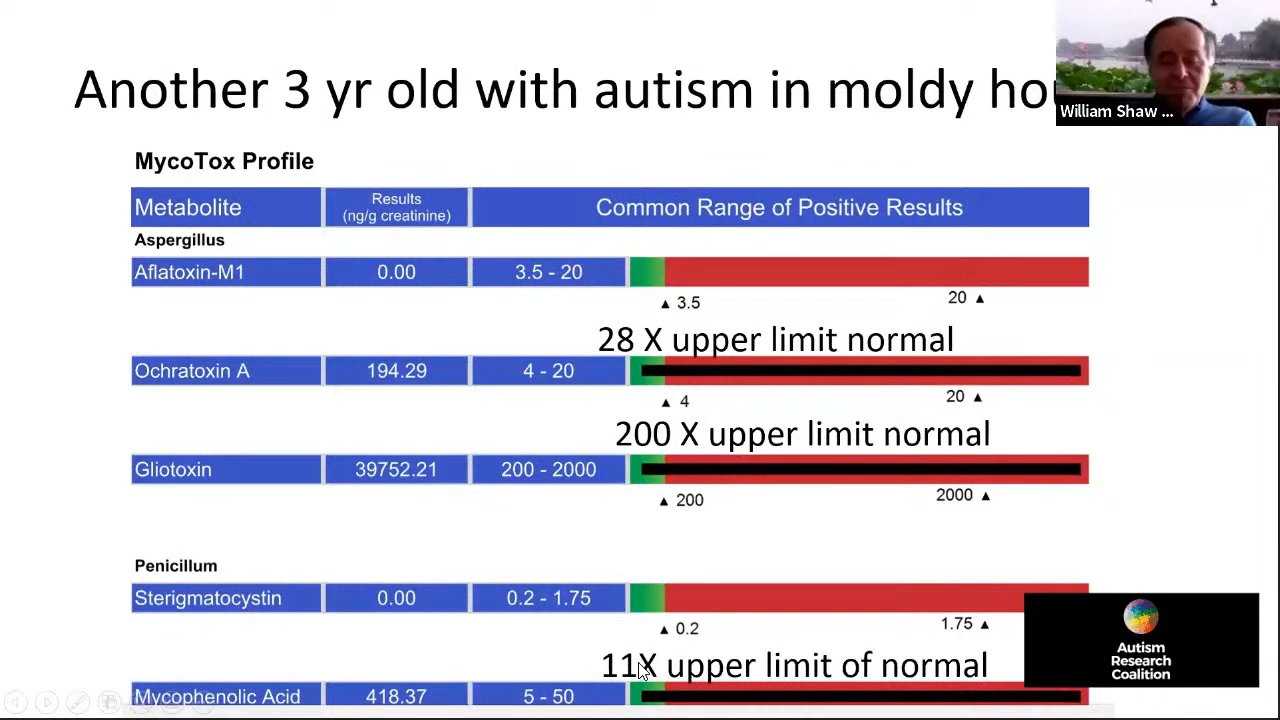 Another 3 yr old with autism in moldy
William Shaw ...
MycoTox Profile
Metabolite
Results
(ng/g creatinine)
Common Range of Positive Results
Aspergillus
Aflatoxin-M1
0.00
3.5 - 20
▲ 3.5
20 ▲
28 X upper limit normal
Ochratoxin A
194.29
4 - 20
▲ 4
20 ▲
200 X upper limit normal
Gliotoxin
39752.21
200 - 2000
▲ 200
2000 ▲
Penicillum
Sterigmatocystin
0.00
0.2 - 1.75
▲ 0.2
1.75 ▲
11X upper limit of normal
Mycophenolic Acid
418.37
5 - 50
Autism
Research
Coalition